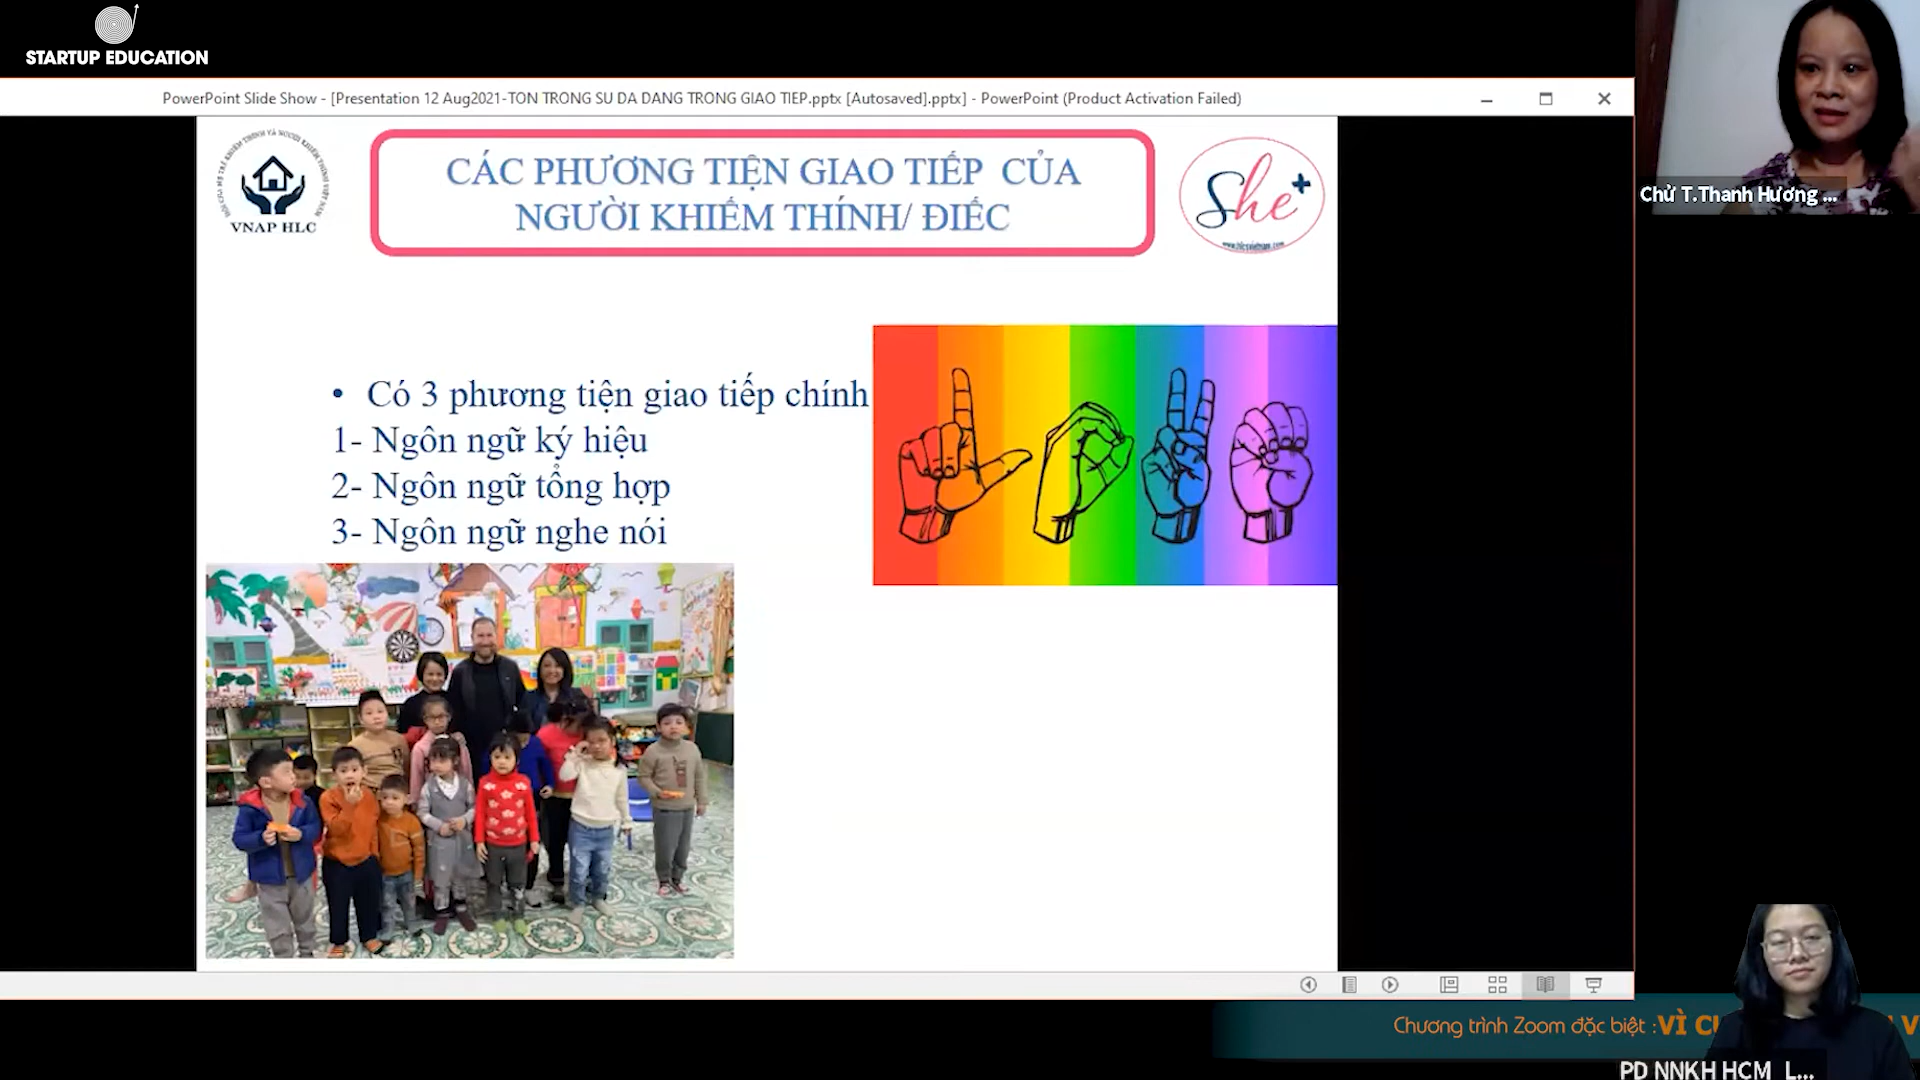 STARTUP EDUCATION
PowerPoint Slide Show - [Presentation 12 Aug2021-TON TRONG SU DA DANG TRONG GIAO TIEP.pptx [Autosaved].pptx] - PowerPoint (Product Activation Failed)
VNAP HLC
CÁC PHƯƠNG TIỆN GIAO TIẾP CỦA
NGƯỜI KHIẾM THÍNH/ ĐIẾC
She+
Chử T.Thanh Hương ...
• Có 3 phương tiện giao tiếp chính
1- Ngôn ngữ ký hiệu
2- Ngôn ngữ tổng hợp
3- Ngôn ngữ nghe nói
Chương trình Zoom đặc biệt :VÌ
PD NNKH HCM_L...